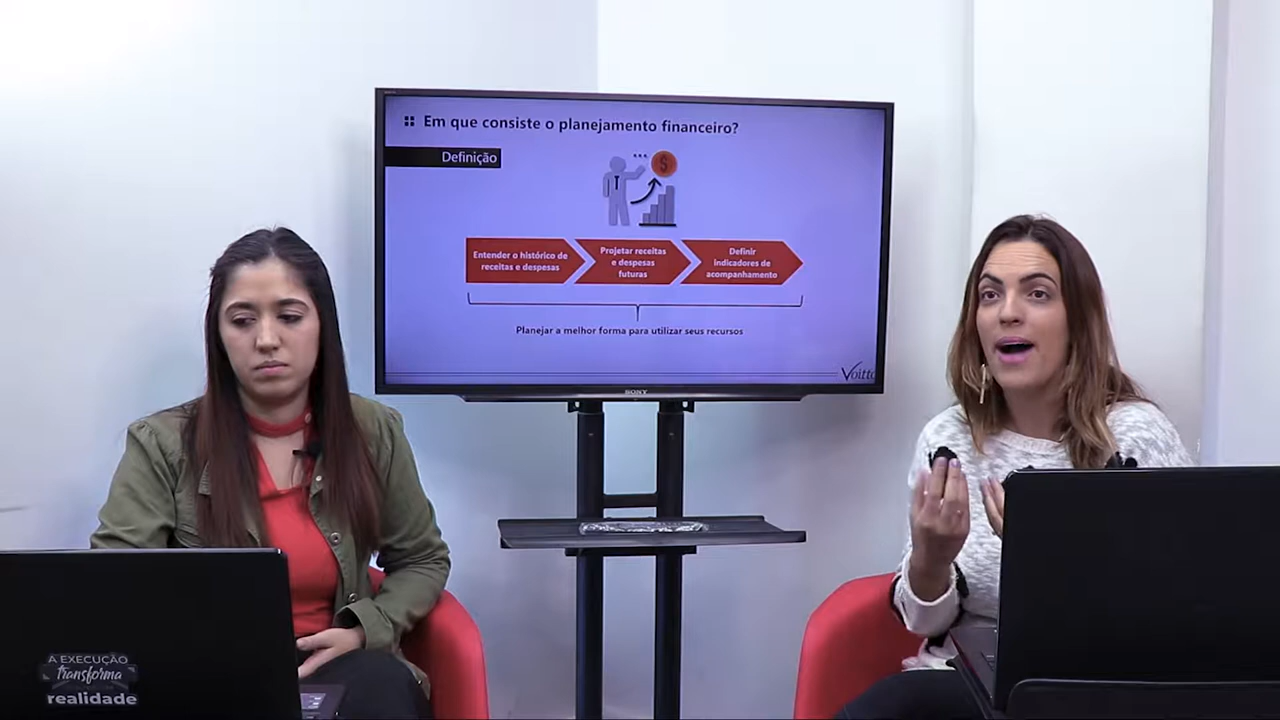 Em que consiste o planejamento financeiro?
Definição
$
Entender o histórico de
receitas e despesas
Projetar receitas
e despesas
futuras
Definir
indicadores de
acompanhamento
Planejar a melhor forma para utilizar seus recursos
Voitto
SONY
A EXECUÇÃO
transforma
realidade